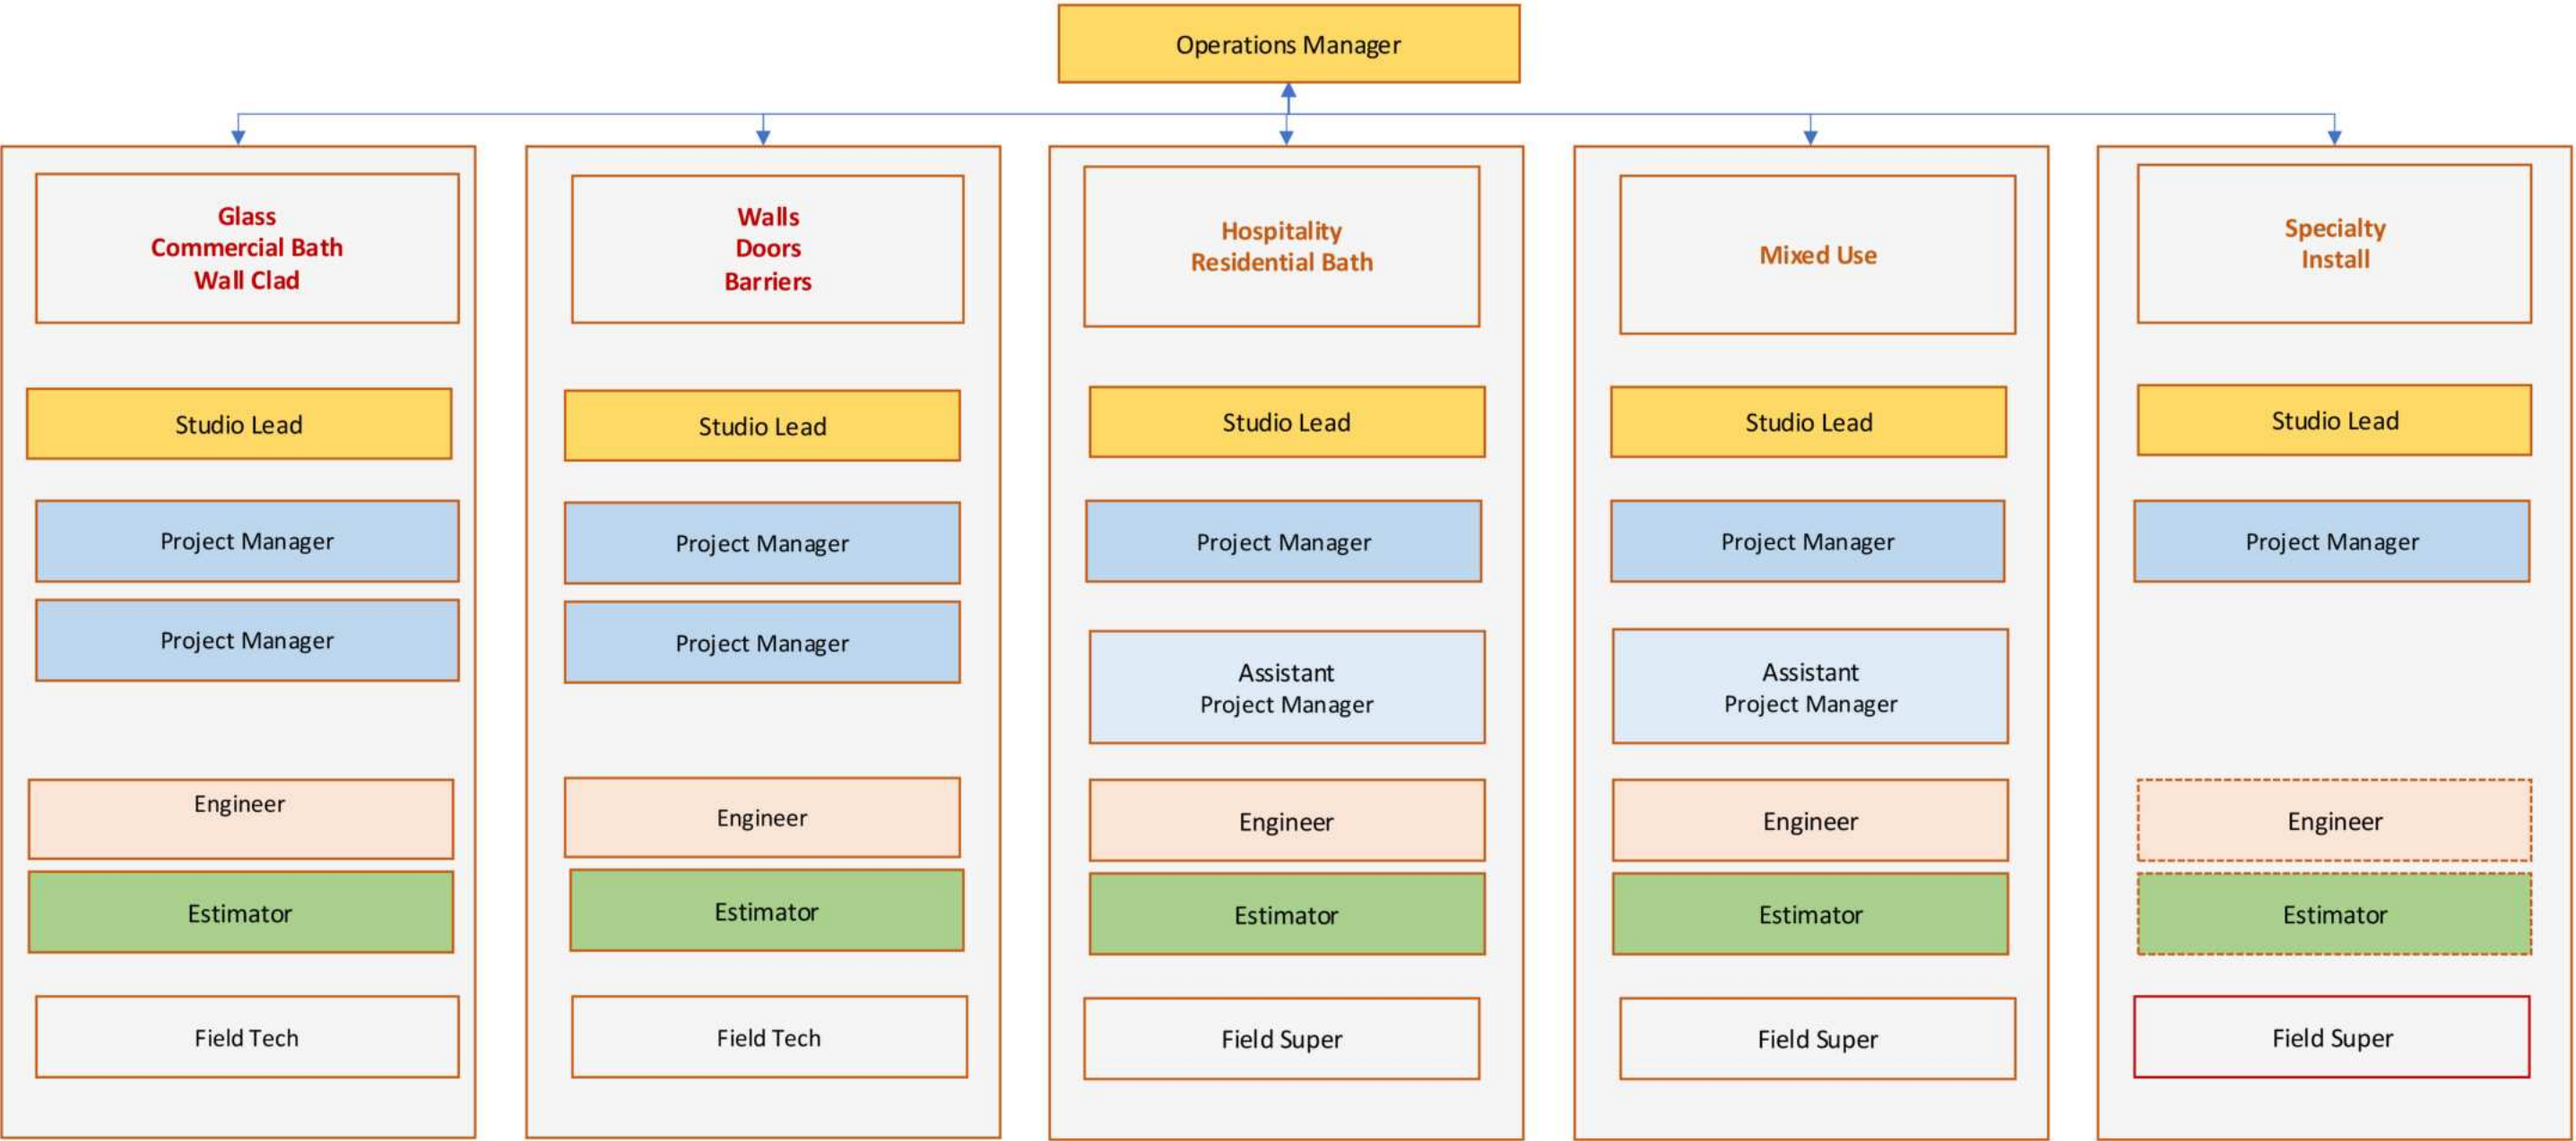 Operations Manager
Glass
Commercial Bath
Wall Clad
Studio Lead
Project Manager
Project Manager
Engineer
Estimator
Field Tech
Walls
Doors
Barriers
Studio Lead
Project Manager
Project Manager
Engineer
Estimator
Field Tech
Hospitality
Residential Bath
Studio Lead
Project Manager
Assistant
Project Manager
Engineer
Estimator
Field Super
Mixed Use
Studio Lead
Project Manager
Assistant
Project Manager
Engineer
Estimator
Field Super
Specialty
Install
Studio Lead
Project Manager
Engineer
Estimator
Field Super